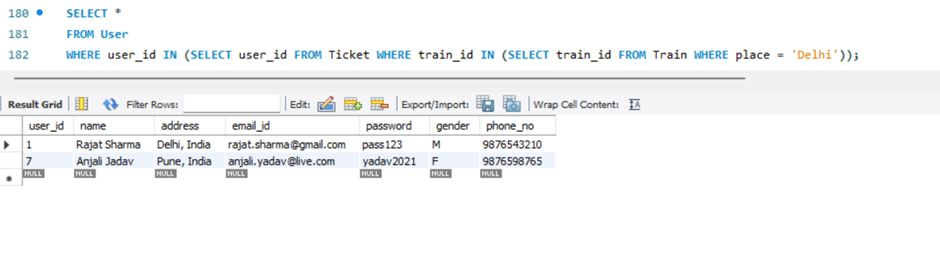 180 SELECT *
181 FROM User
182 WHERE user_id IN (SELECT user_id FROM Ticket WHERE train_id IN (SELECT train_id FROM Train WHERE place = 'Delhi'));
Result Grid Filter Rows: Edit: Export/Import: Wrap Cell Content: IA
user_id name address email_id password gender phone_no
1 Rajat Sharma Delhi, India rajat.sharma@gmail.com pass123 M 9876543210
7 Anjali Jadav Pune, India anjali.yadav@live.com yadav2021 F 9876598765
NULL NULL NULL NULL NULL NULL NULL